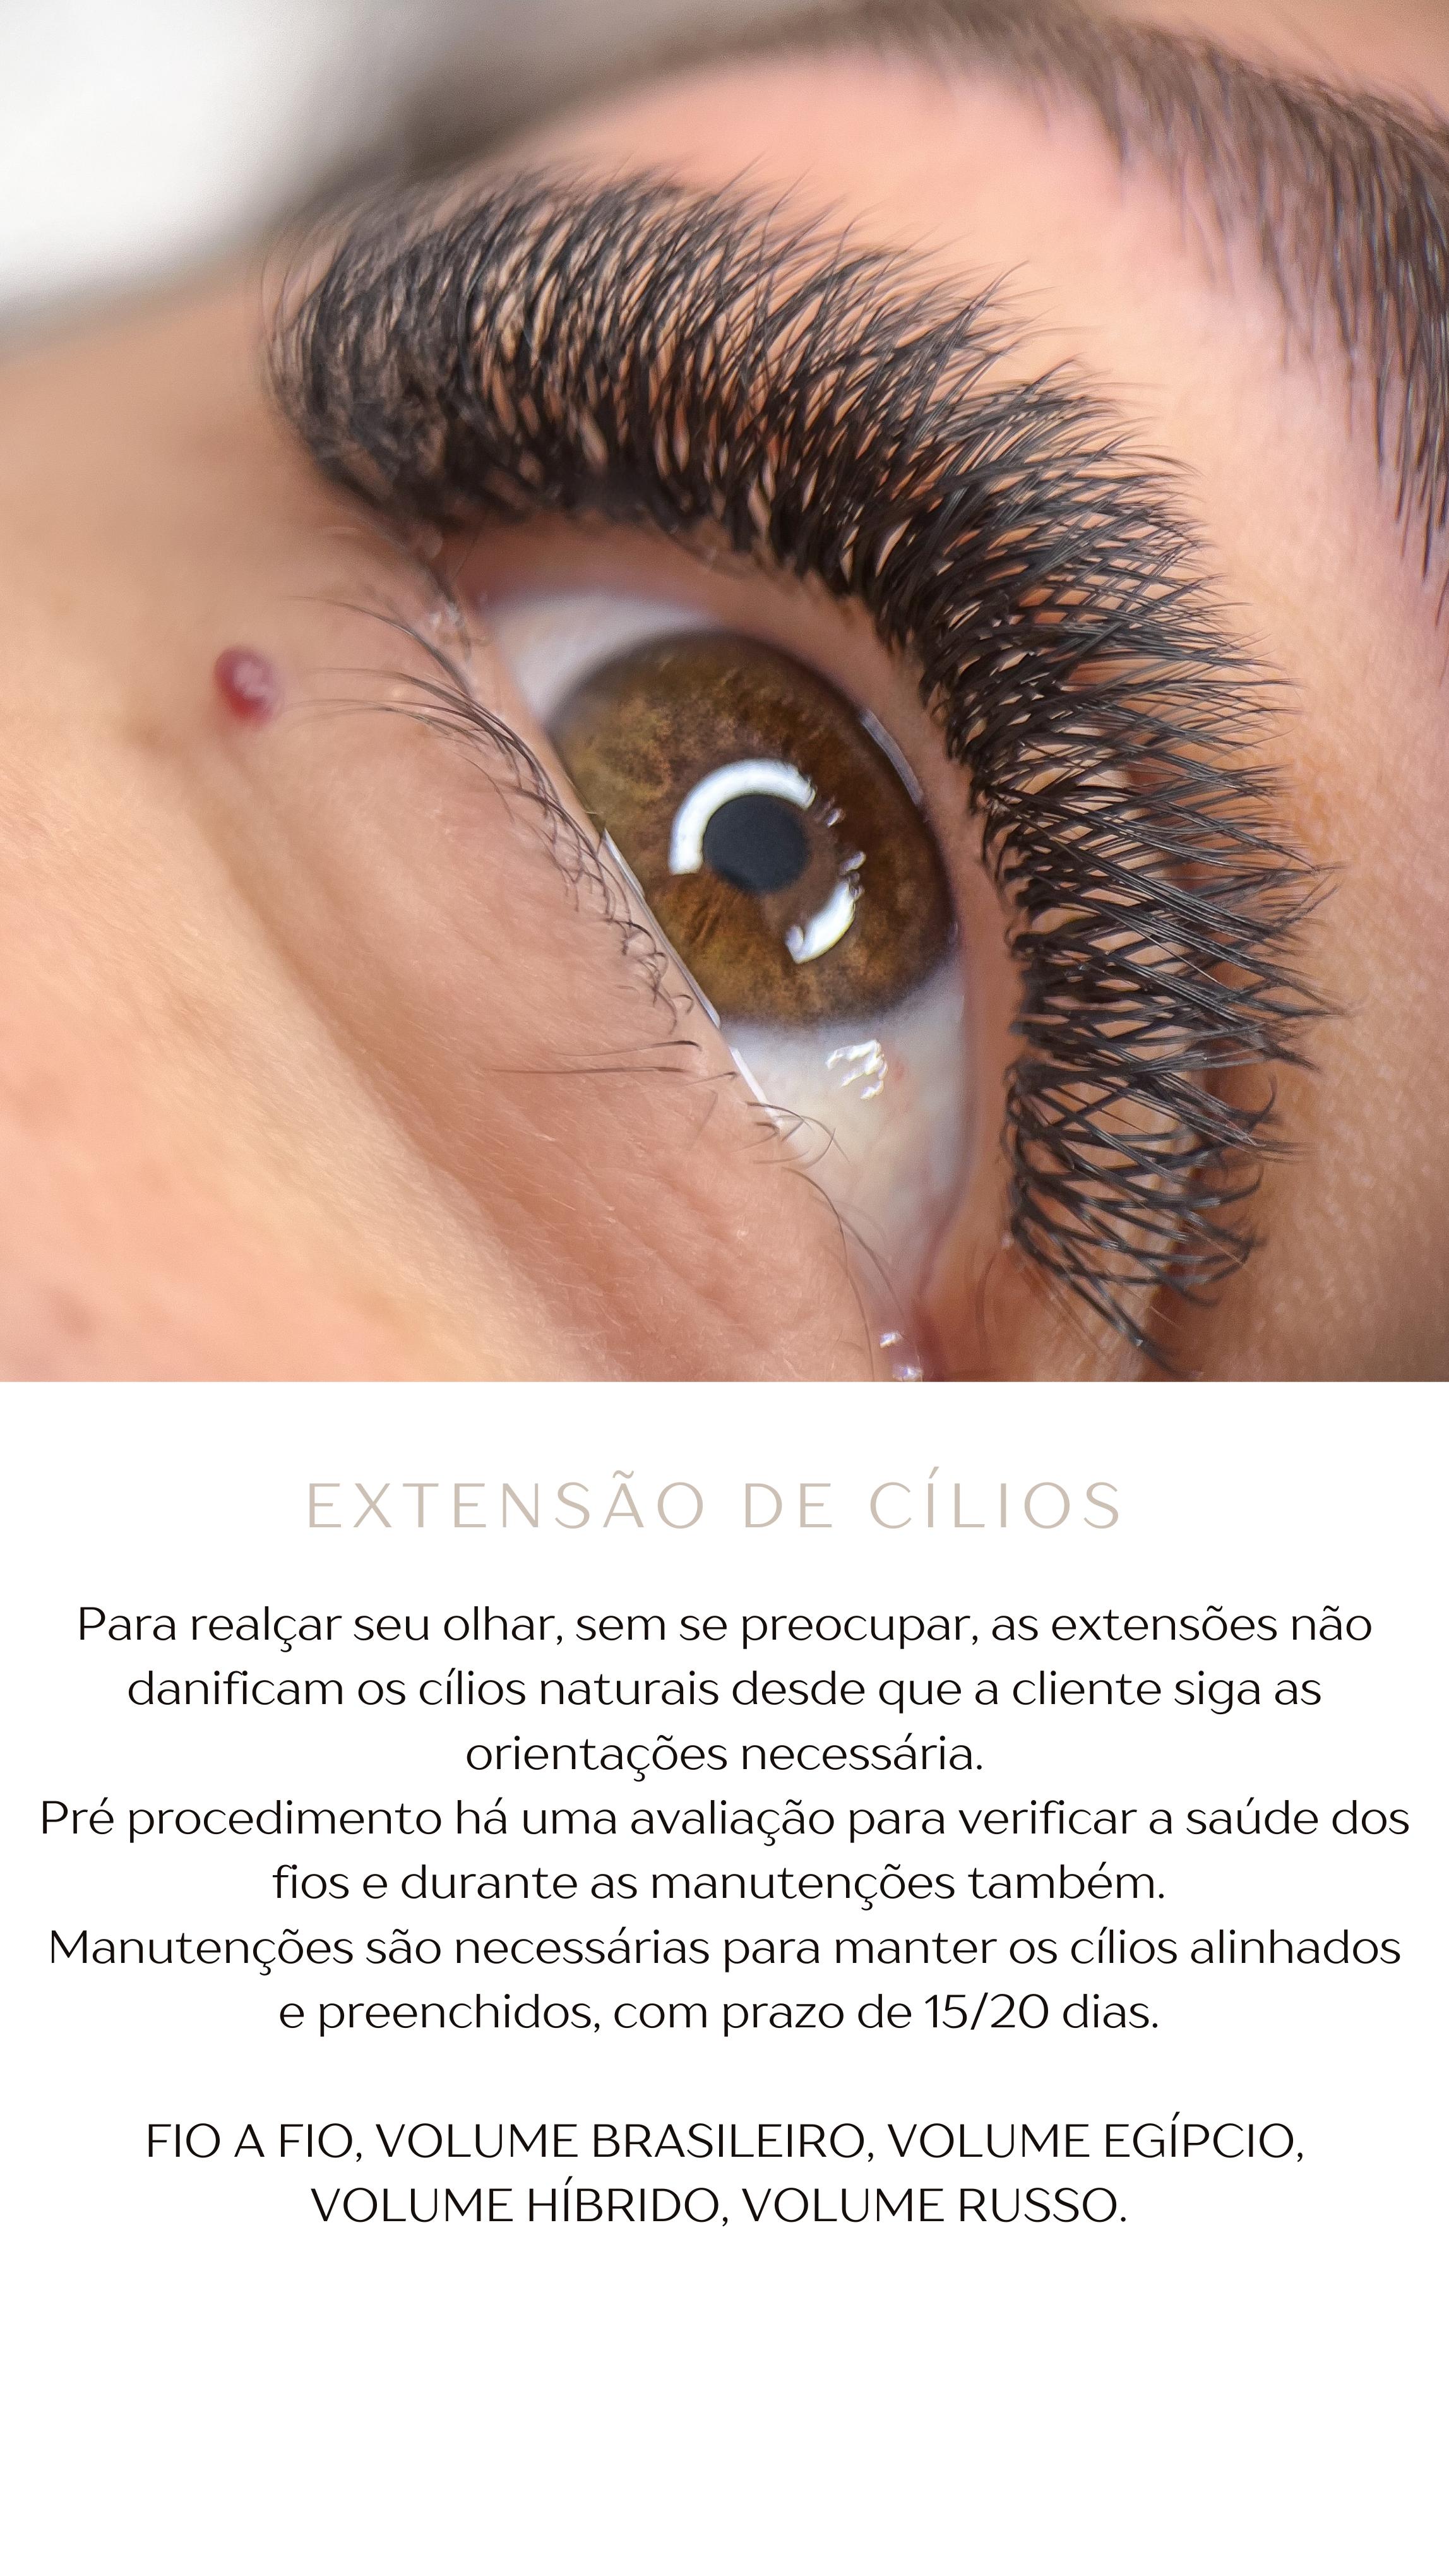 EXTENSÃO DE CÍLIOS
Para realçar seu olhar, sem se preocupar, as extensões não
danificam os cílios naturais desde que a cliente siga as
orientações necessária.
Pré procedimento há uma avaliação para verificar a saúde dos
fios e durante as manutenções também.
Manutenções são necessárias para manter os cílios alinhados
e preenchidos, com prazo de 15/20 dias.
FIO A FIO, VOLUME BRASILEIRO, VOLUME EGÍPCIO,
VOLUME HÍBRIDO, VOLUME RUSSO.